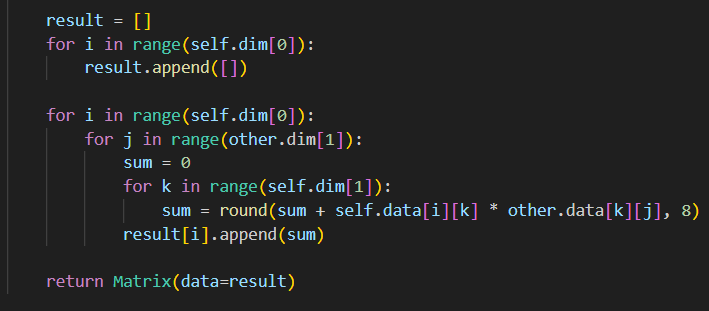 result = []
for i in range(self.dim[0]):
    result.append([])

for i in range(self.dim[0]):
    for j in range(other.dim[1]):
        sum = 0
        for k in range(self.dim[1]):
            sum = round(sum + self.data[i][k] * other.data[k][j], 8)
        result[i].append(sum)

return Matrix(data=result)